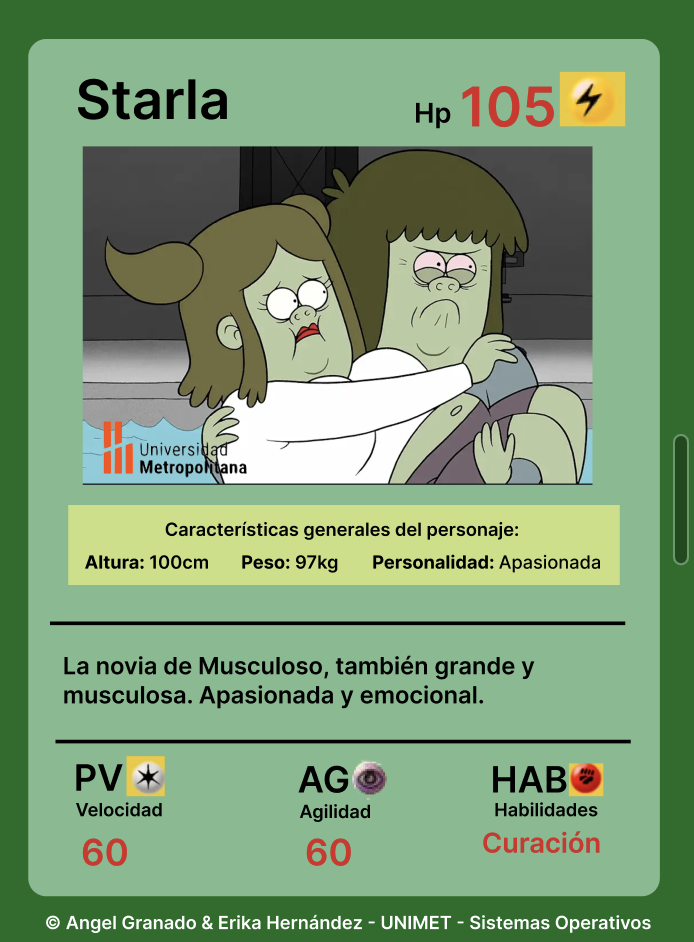 Starla
Hp 105
Universidad
Metropolitana
Características generales del personaje:
Altura: 100cm Peso: 97kg Personalidad: Apasionada
La novia de Musculoso, también grande y
musculosa. Apasionada y emocional.
PV AG HAB
Velocidad Agilidad Habilidades
60 60 Curación
© Angel Granado & Erika Hernández - UNIMET - Sistemas Operativos